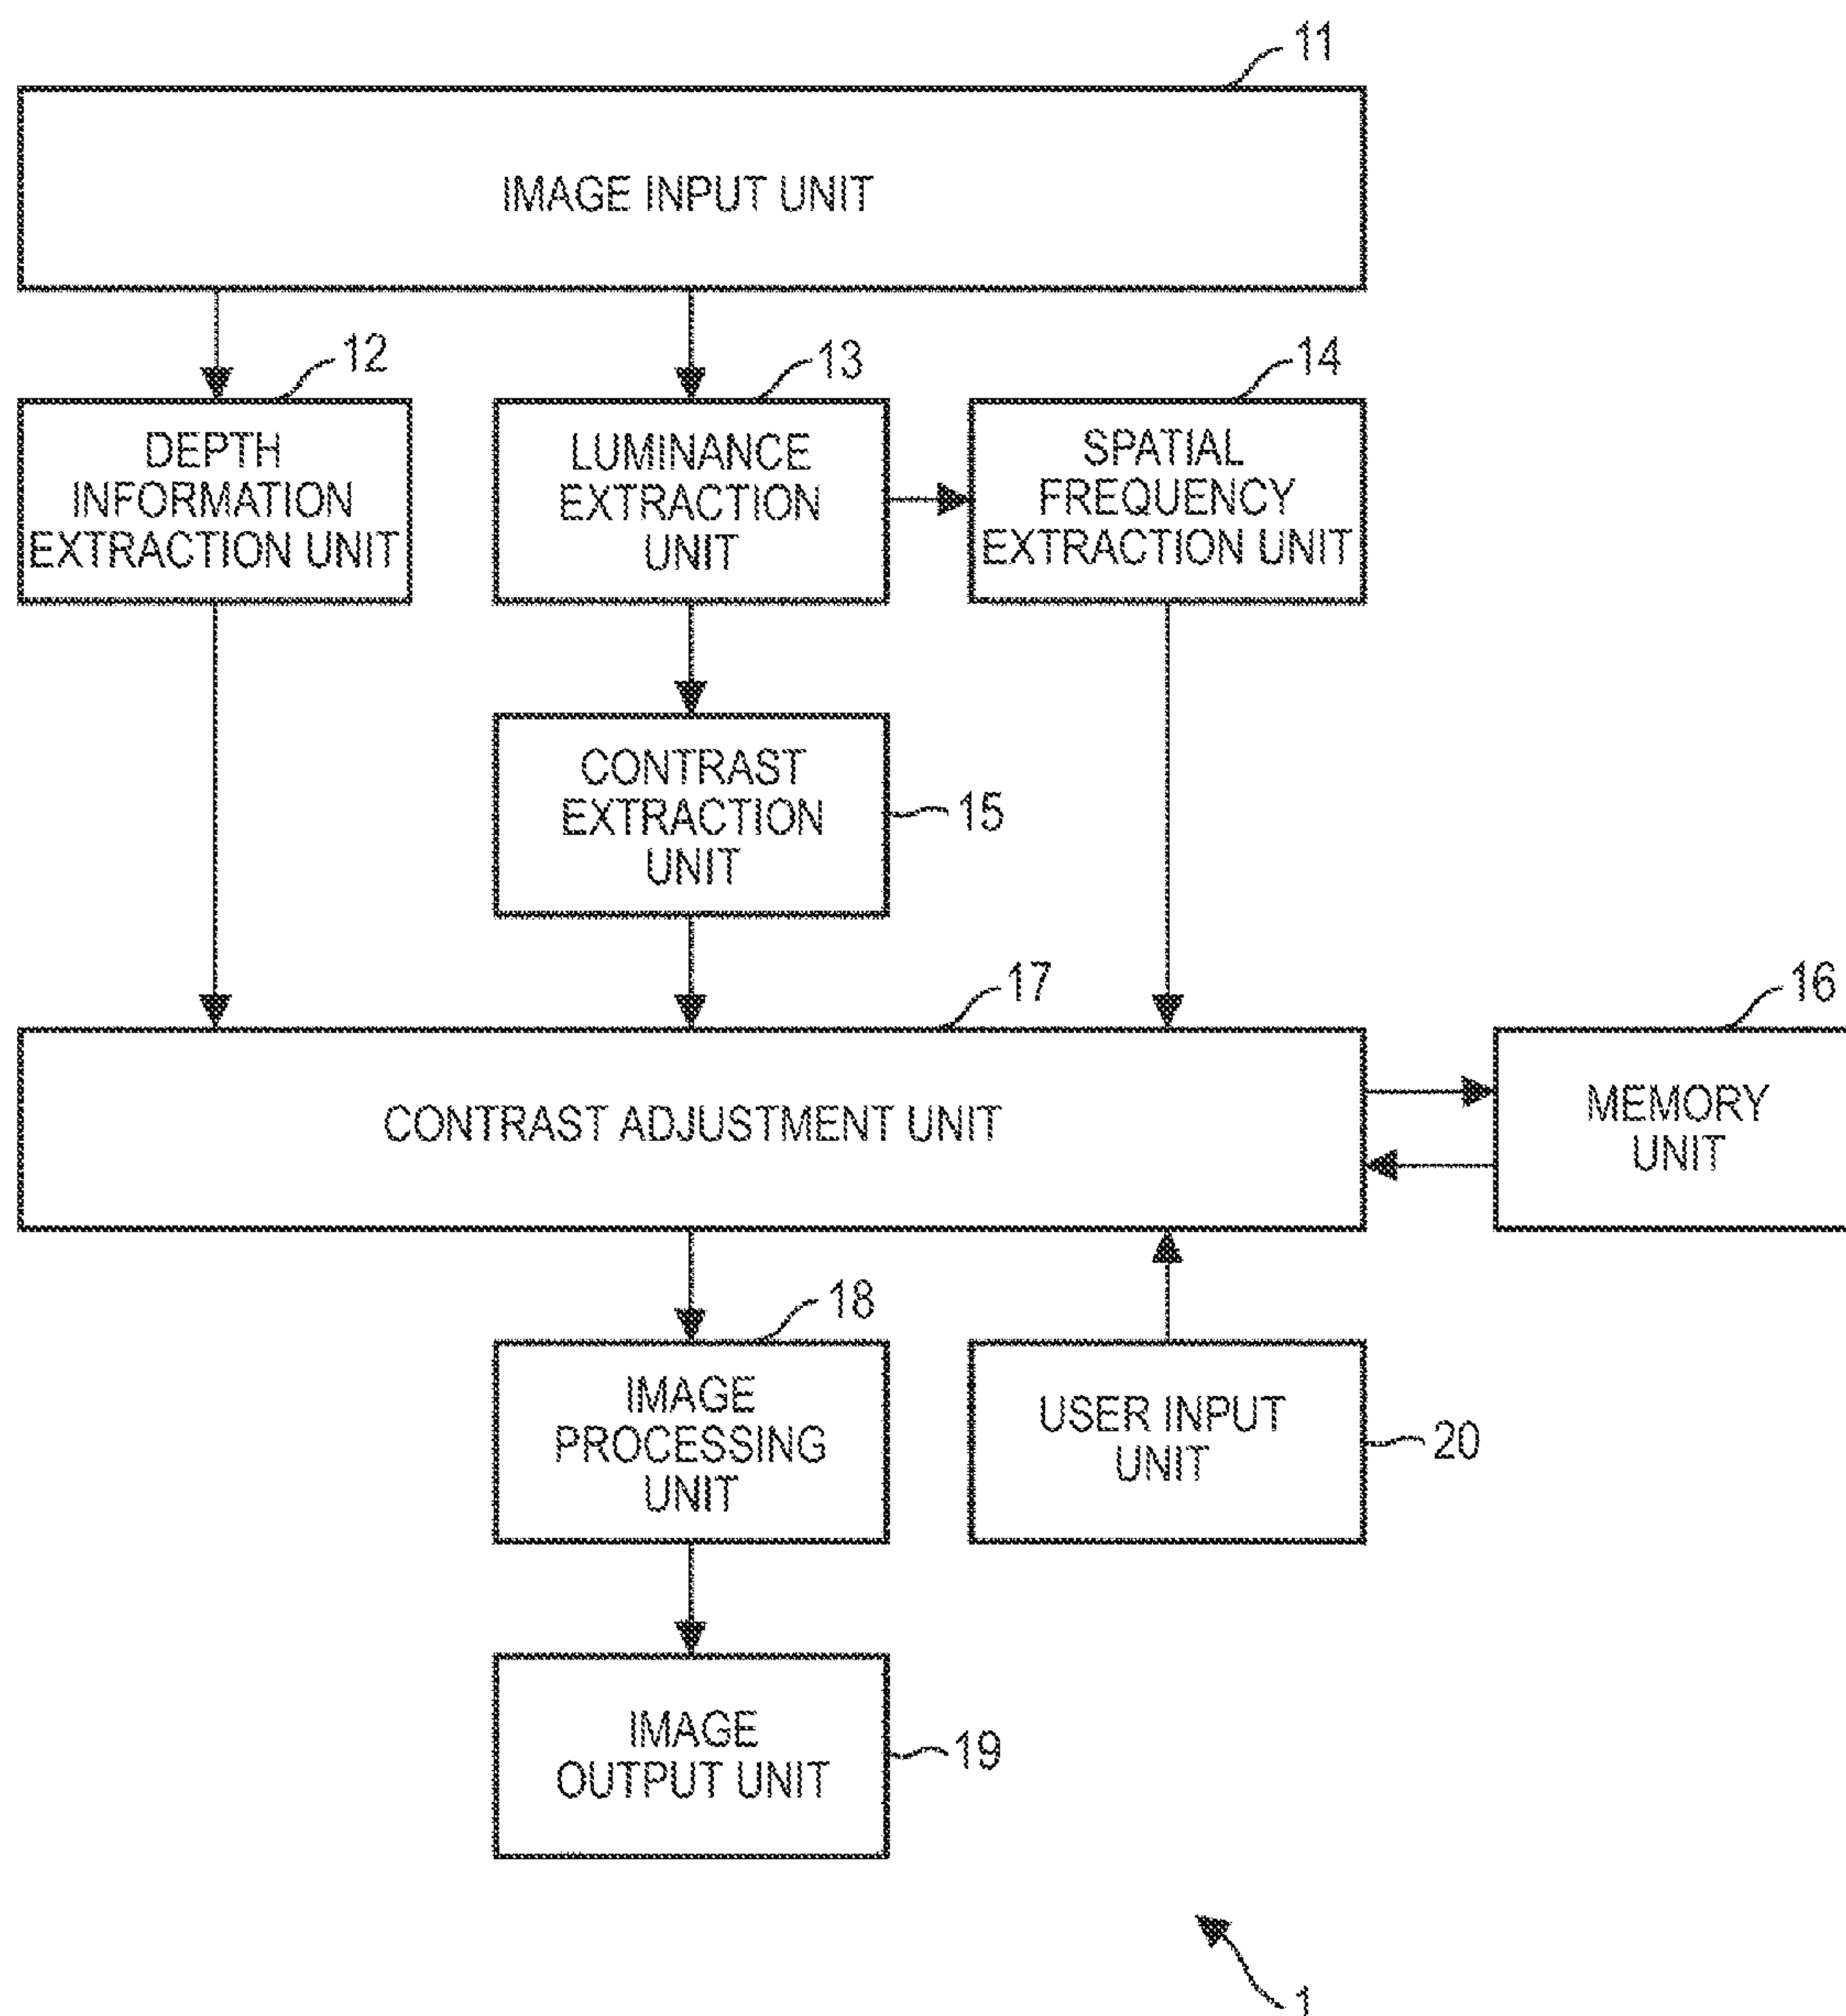 11
IMAGE INPUT UNIT
12
13
14
DEPTH
INFORMATION
EXTRACTION UNIT
LUMINANCE
EXTRACTION
UNIT
SPATIAL
FREQUENCY
EXTRACTION UNIT
CONTRAST
EXTRACTION
UNIT
15
17
16
CONTRAST ADJUSTMENT UNIT
MEMORY
UNIT
18
IMAGE
PROCESSING
UNIT
USER INPUT
UNIT
20
IMAGE
OUTPUT UNIT
19
1